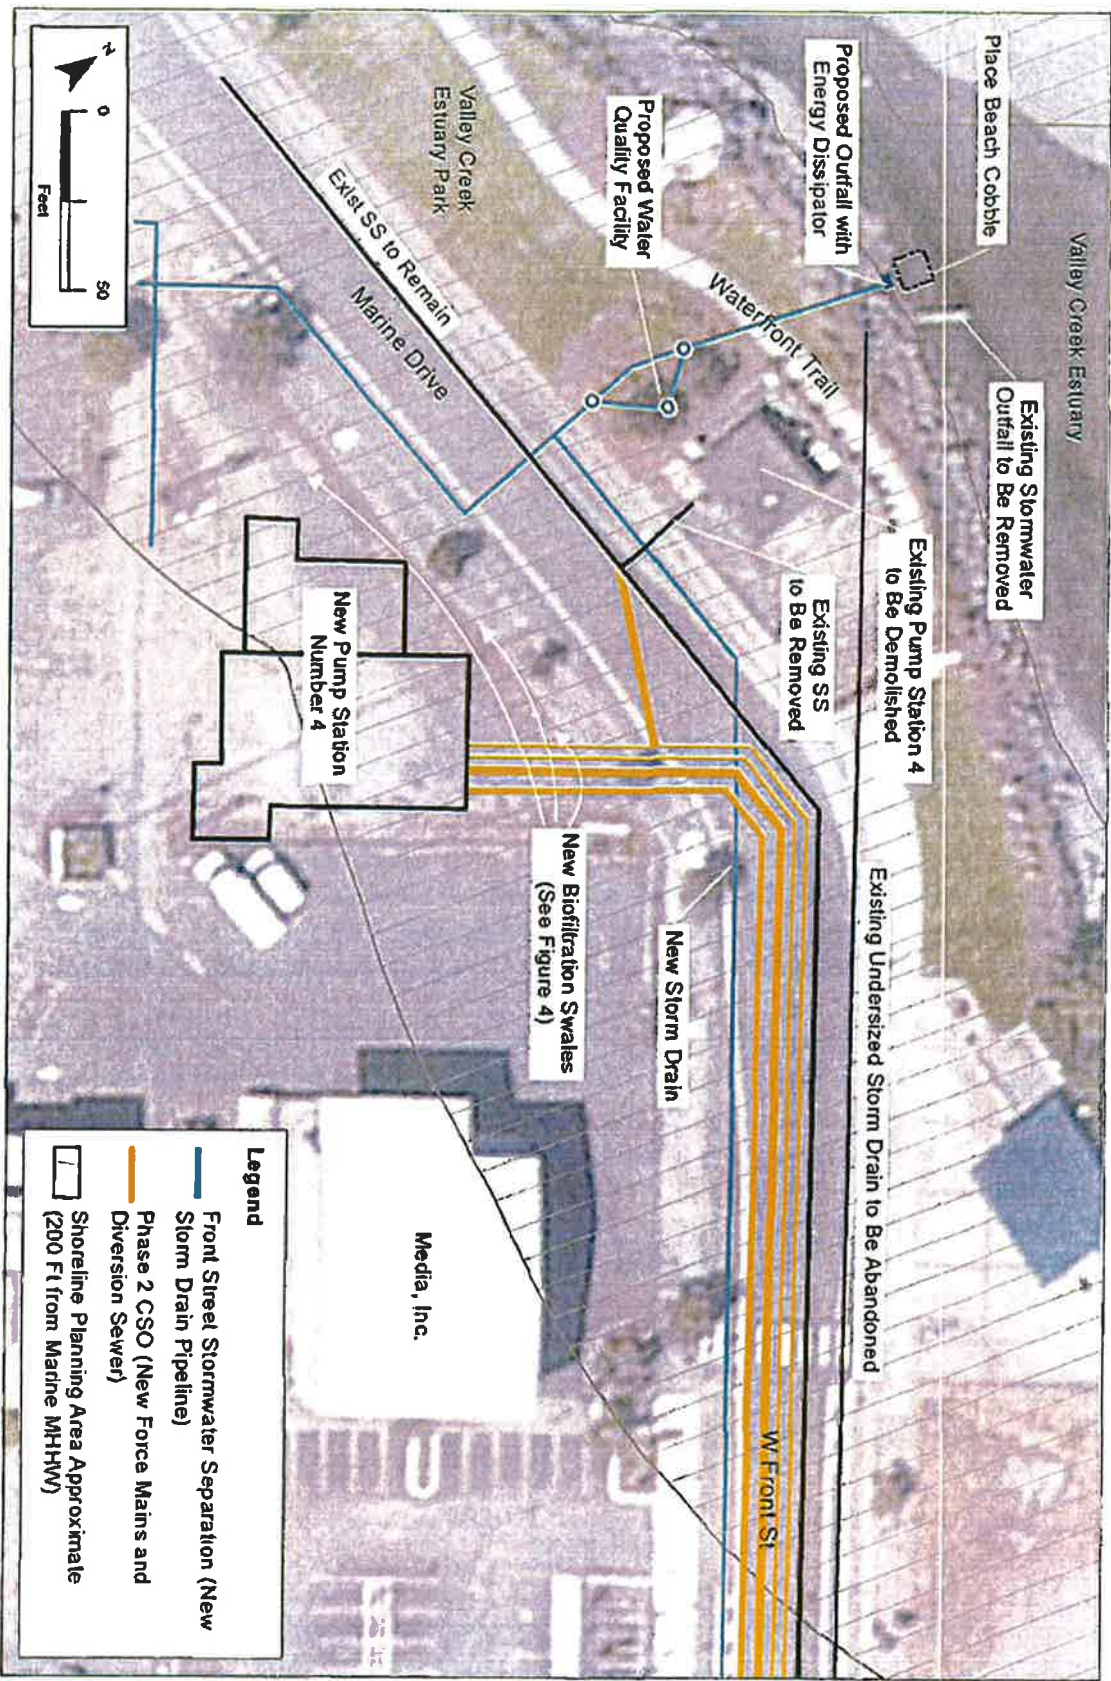 Place Beach Cobble
Valley Creek Estuary
Proposed Outfall with
Energy Dissipator
Existing Stormwater
Outfall to Be Removed
Proposed Water
Quality Facility
Waterfront Trail
Existing Pump Station 4
to Be Demolished
Valley Creek
Estuary Park
Exist SS to Remain
Marine Drive
Existing SS
to Be Removed
Existing Undersized Storm Drain to Be Abandoned
New Pump Station
Number 4
New Biofiltration Swales
(See Figure 4)
New Storm Drain
W Front St
Media, Inc.
N
0
50
Feet
Legend
Front Street Stormwater Separation (New
Storm Drain Pipeline)
Phase 2 CSO (New Force Mains and
Diversion Sewer)
Shoreline Planning Area Approximate
(200 Ft from Marine MHHW)